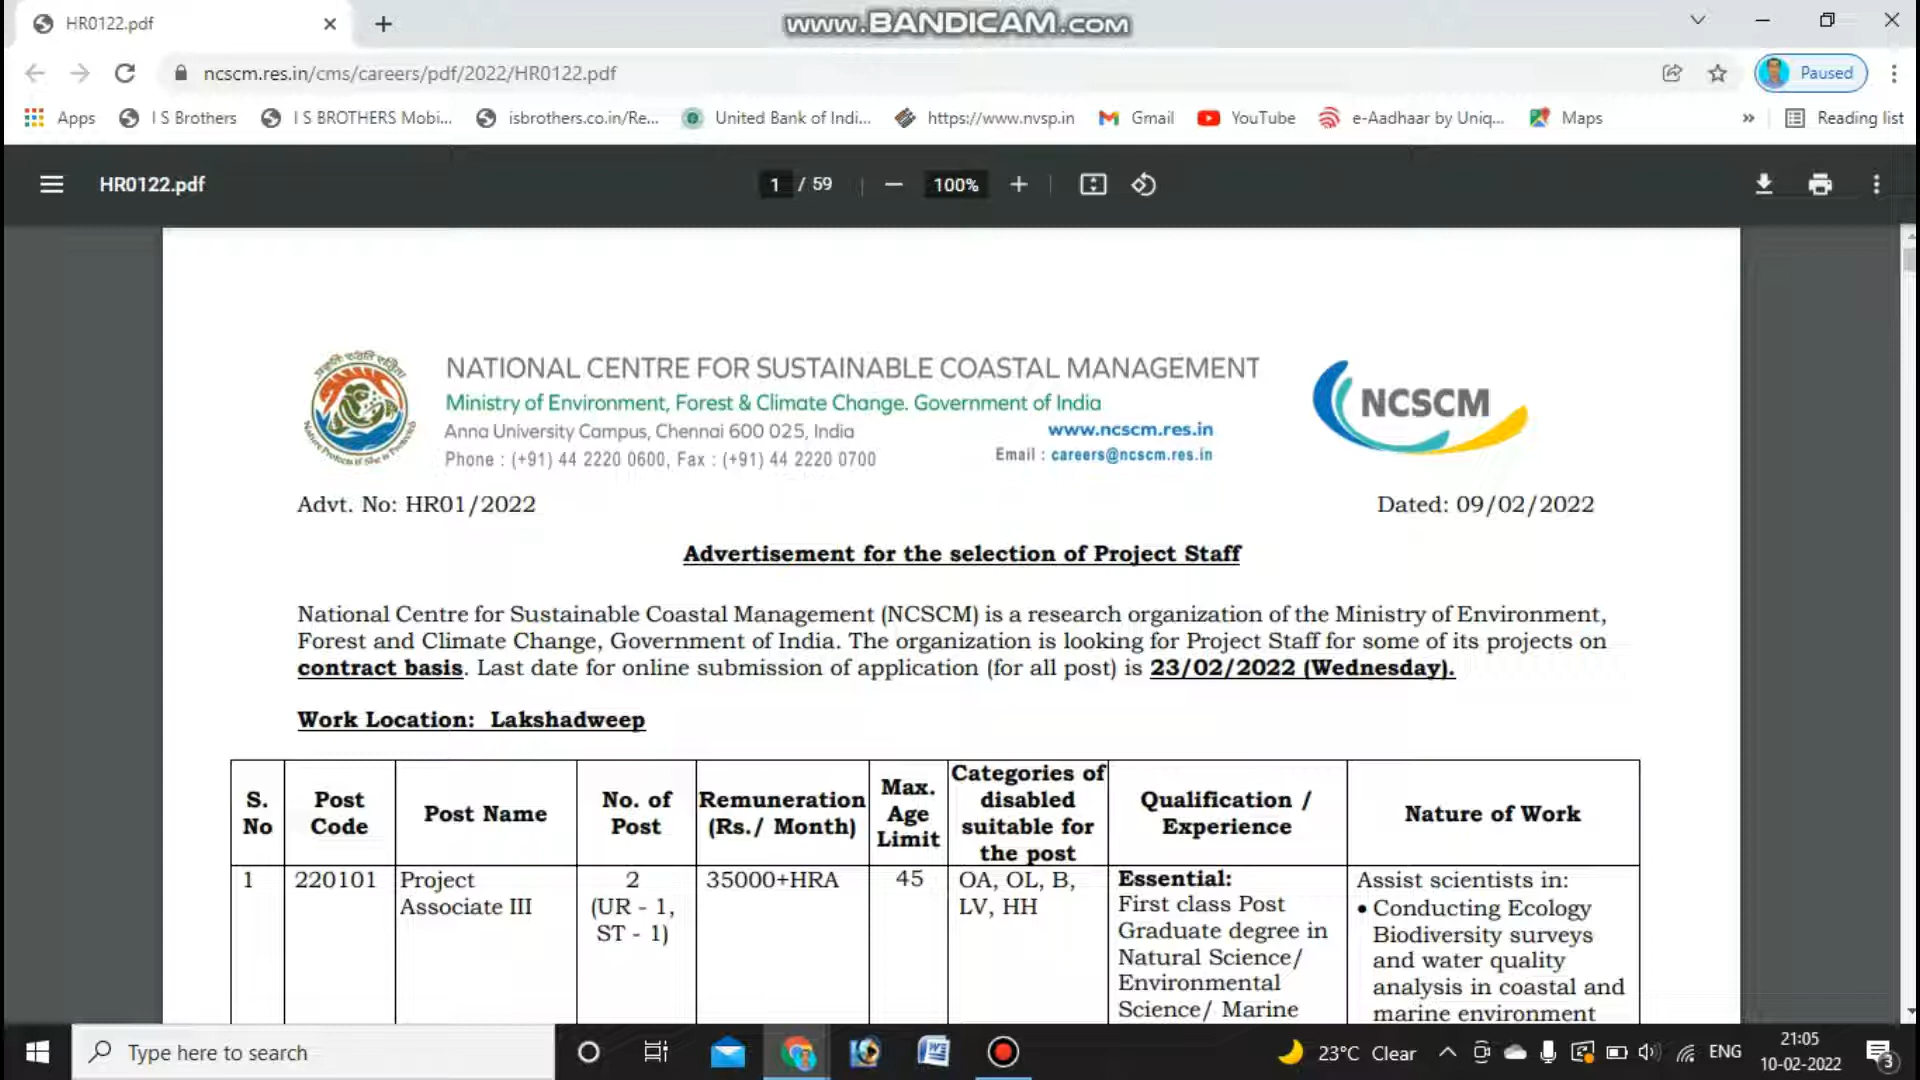 HR0122.pdf
www.BANDICAM.com
ncscm.res.in/cms/careers/pdf/2022/HR0122.pdf
Paused
Apps
I S Brothers
I S BROTHERS Mobi...
isbrothers.co.in/Re...
United Bank of Indi...
https://www.nvsp.in
Gmail
YouTube
e-Aadhaar by Uniq...
Maps
»
Reading list
HR0122.pdf
1 / 59
100%
NATIONAL CENTRE FOR SUSTAINABLE COASTAL MANAGEMENT
Ministry of Environment, Forest & Climate Change. Government of India
Anna University Campus, Chennai 600 025, India
www.ncscm.res.in
Phone : (+91) 44 2220 0600, Fax : (+91) 44 2220 0700
Email : careers@ncscm.res.in
NCSCM
Advt. No: HR01/2022
Dated: 09/02/2022
Advertisement for the selection of Project Staff
National Centre for Sustainable Coastal Management (NCSCM) is a research organization of the Ministry of Environment,
Forest and Climate Change, Government of India. The organization is looking for Project Staff for some of its projects on
contract basis. Last date for online submission of application (for all post) is 23/02/2022 (Wednesday).
Work Location: Lakshadweep
S.
No
Post
Code
Post Name
No. of
Post
Remuneration
(Rs./ Month)
Max.
Age
Limit
Categories of
disabled
suitable for
the post
Qualification /
Experience
Nature of Work
1
220101
Project
Associate III
2
(UR - 1,
ST - 1)
35000+HRA
45
OA, OL, B,
LV, HH
Essential:
First class Post
Graduate degree in
Natural Science/
Environmental
Science/ Marine
Assist scientists in:
• Conducting Ecology
Biodiversity surveys
and water quality
analysis in coastal and
marine environment
Type here to search
23°C Clear
ENG
21:05
10-02-2022
3